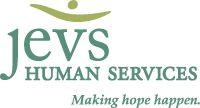 jevs
HUMAN SERVICES
Making hope happen.